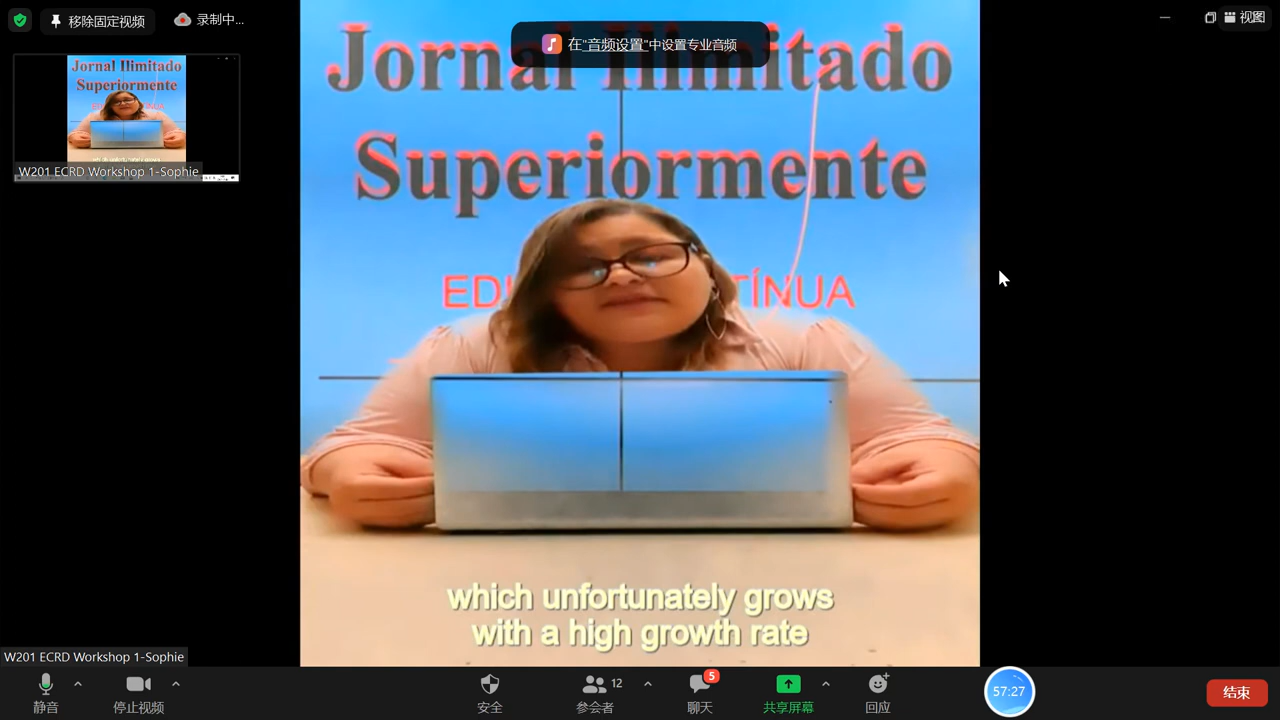 移除固定视频
录制中...
在"音频设置"中设置专业音频
视图
Jornal Ilimitado
Superiormente
Jornal Ilimitado
Superiormente
W201 ECRD Workshop 1-Sophie
TÍNUA
which unfortunately grows
with a high growth rate
W201 ECRD Workshop 1-Sophie
静音
停止视频
安全
12
参会者
5
聊天
共享屏幕
回应
57:27
结束